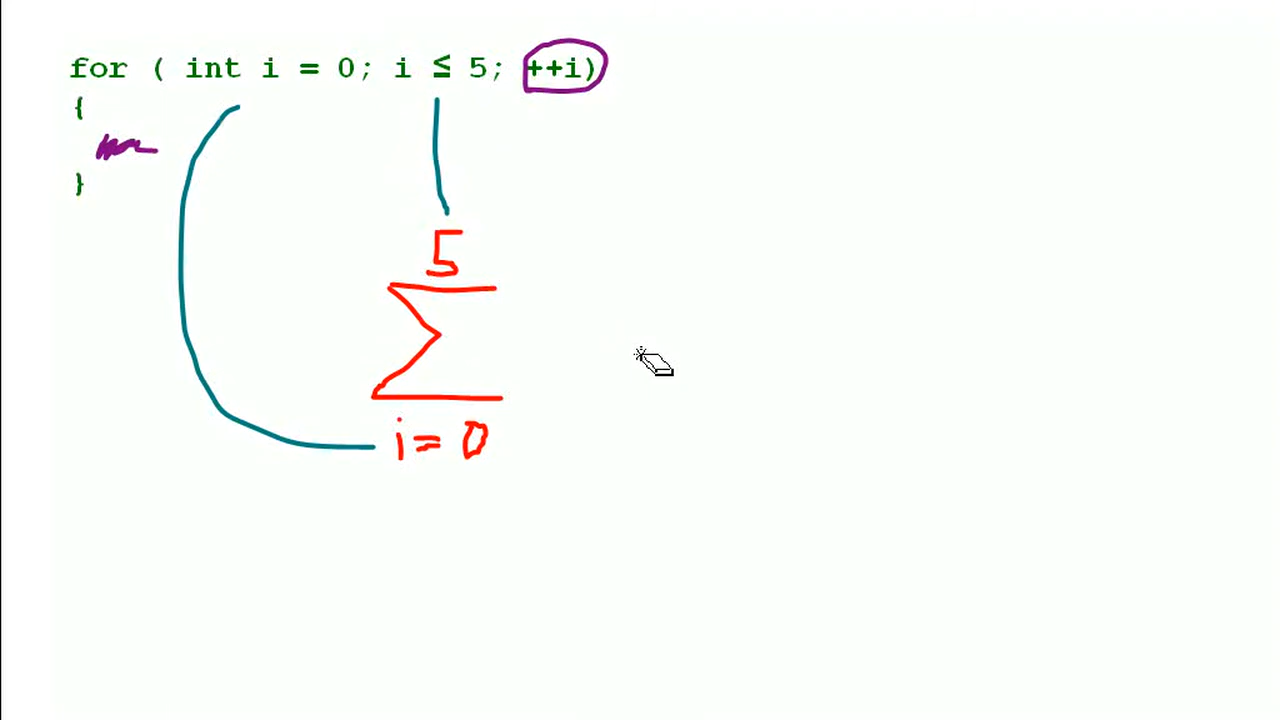 for ( int i = 0; i ≤ 5; ++i)
{
}
5
∑
i = 0